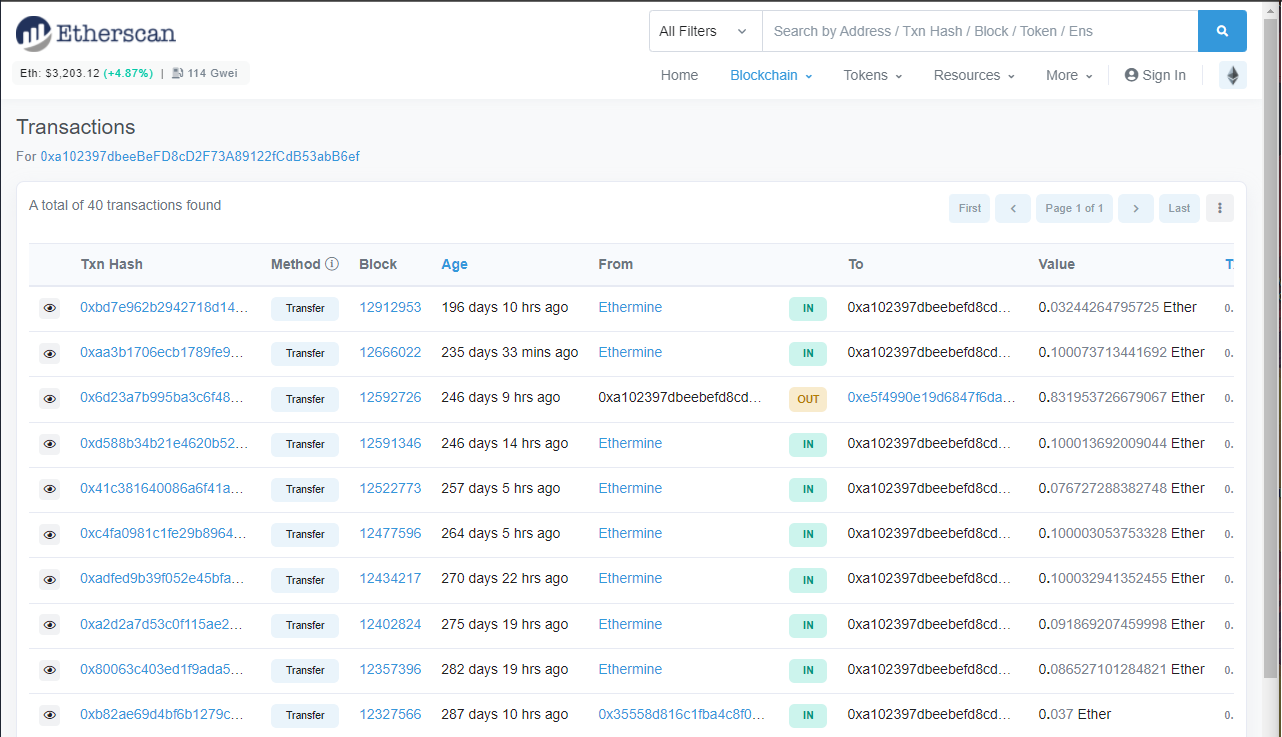 Etherscan
All Filters Search by Address / Txn Hash / Block / Token / Ens
Eth: $3,203.12 (+4.87%) | 114 Gwei
Home Blockchain Tokens Resources More Sign In
Transactions
For 0xa102397dbeeBeFD8cD2F73A89122fCdB53abB6ef
A total of 40 transactions found First Page 1 of 1 Last
Txn Hash Method Block Age From To Value T
0xbd7e962b2942718d14... Transfer 12912953 196 days 10 hrs ago Ethermine IN 0xa102397dbeebefd8cd... 0.03244264795725 Ether 0.
0xaa3b1706ecb1789fe9... Transfer 12666022 235 days 33 mins ago Ethermine IN 0xa102397dbeebefd8cd... 0.100073713441692 Ether 0.
0x6d23a7b995ba3c6f48... Transfer 12592726 246 days 9 hrs ago 0xa102397dbeebefd8cd... OUT 0xe5f4990e19d6847f6da... 0.831953726679067 Ether 0.
0xd588b34b21e4620b52... Transfer 12591346 246 days 14 hrs ago Ethermine IN 0xa102397dbeebefd8cd... 0.100013692009044 Ether 0.
0x41c381640086a6f41a... Transfer 12522773 257 days 5 hrs ago Ethermine IN 0xa102397dbeebefd8cd... 0.076727288382748 Ether 0.
0xc4fa0981c1fe29b8964... Transfer 12477596 264 days 5 hrs ago Ethermine IN 0xa102397dbeebefd8cd... 0.100003053753328 Ether 0.
0xadfed9b39f052e45bfa... Transfer 12434217 270 days 22 hrs ago Ethermine IN 0xa102397dbeebefd8cd... 0.100032941352455 Ether 0.
0xa2d2a7d53c0f115ae2... Transfer 12402824 275 days 19 hrs ago Ethermine IN 0xa102397dbeebefd8cd... 0.091869207459998 Ether 0.
0x80063c403ed1f9ada5... Transfer 12357396 282 days 19 hrs ago Ethermine IN 0xa102397dbeebefd8cd... 0.086527101284821 Ether 0.
0xb82ae69d4bf6b1279c... Transfer 12327566 287 days 10 hrs ago 0x35558d816c1fba4c8f0... IN 0xa102397dbeebefd8cd... 0.037 Ether 0.